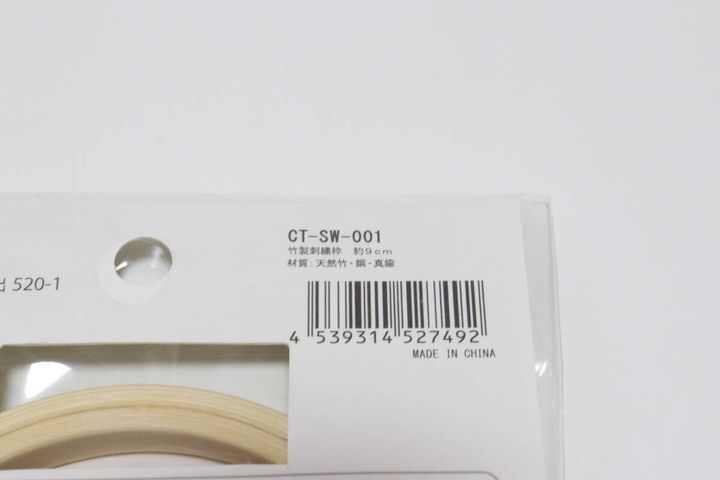 CT-SW-001
竹製刺繍枠 約9cm
材質:天然竹・鋼・真鍮
出 520-1
4 539314 527492
MADE IN CHINA